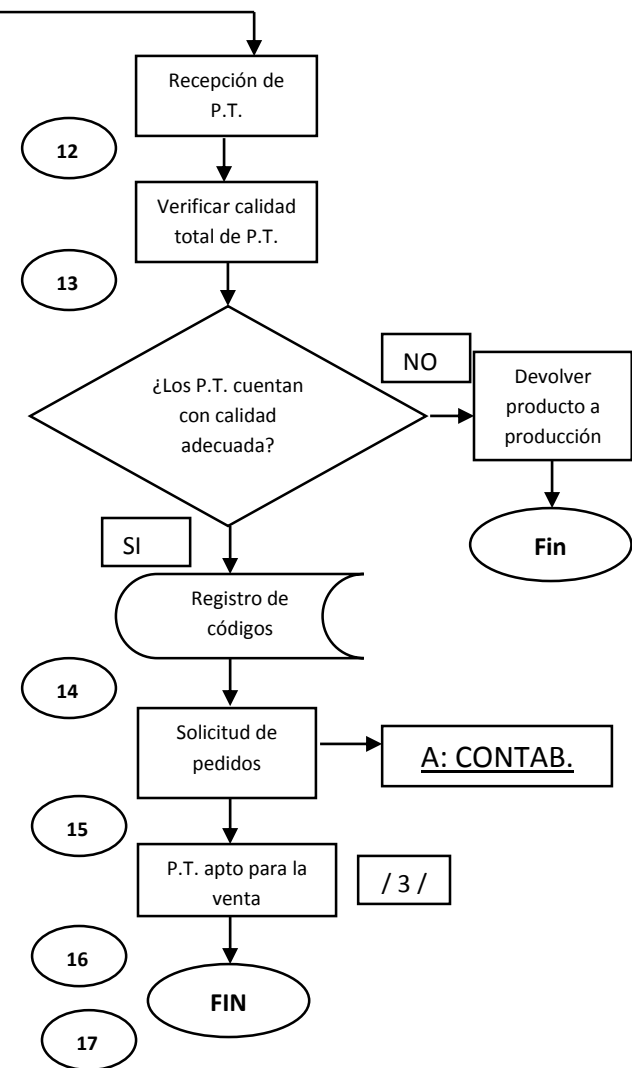 Recepción de
P.T.
12
Verificar calidad
total de P.T.
13
¿Los P.T. cuentan
con calidad
adecuada?
NO
Devolver
producto a
producción
Fin
SI
Registro de
códigos
14
Solicitud de
pedidos
A: CONTAB.
15
P.T. apto para la
venta
/ 3 /
16
FIN
17